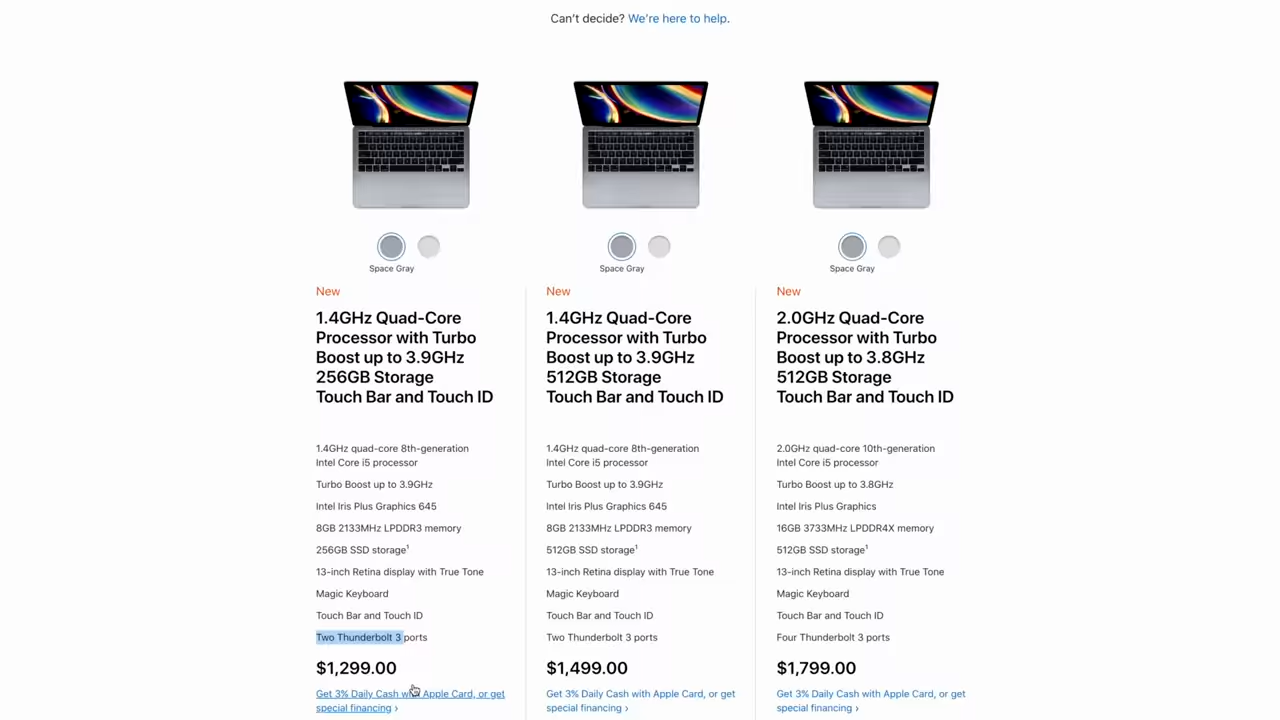 Can't decide? We're here to help.
Space Gray
New
1.4GHz Quad-Core
Processor with Turbo
Boost up to 3.9GHz
256GB Storage
Touch Bar and Touch ID
1.4GHz quad-core 8th-generation
Intel Core i5 processor
Turbo Boost up to 3.9GHz
Intel Iris Plus Graphics 645
8GB 2133MHz LPDDR3 memory
256GB SSD storage¹
13-inch Retina display with True Tone
Magic Keyboard
Touch Bar and Touch ID
Two Thunderbolt 3 ports
$1,299.00
Get 3% Daily Cash with Apple Card, or get
special financing ›
Space Gray
New
1.4GHz Quad-Core
Processor with Turbo
Boost up to 3.9GHz
512GB Storage
Touch Bar and Touch ID
1.4GHz quad-core 8th-generation
Intel Core i5 processor
Turbo Boost up to 3.9GHz
Intel Iris Plus Graphics 645
8GB 2133MHz LPDDR3 memory
512GB SSD storage¹
13-inch Retina display with True Tone
Magic Keyboard
Touch Bar and Touch ID
Two Thunderbolt 3 ports
$1,499.00
Get 3% Daily Cash with Apple Card, or get
special financing ›
Space Gray
New
2.0GHz Quad-Core
Processor with Turbo
Boost up to 3.8GHz
512GB Storage
Touch Bar and Touch ID
2.0GHz quad-core 10th-generation
Intel Core i5 processor
Turbo Boost up to 3.8GHz
Intel Iris Plus Graphics
16GB 3733MHz LPDDR4X memory
512GB SSD storage¹
13-inch Retina display with True Tone
Magic Keyboard
Touch Bar and Touch ID
Four Thunderbolt 3 ports
$1,799.00
Get 3% Daily Cash with Apple Card, or get
special financing ›